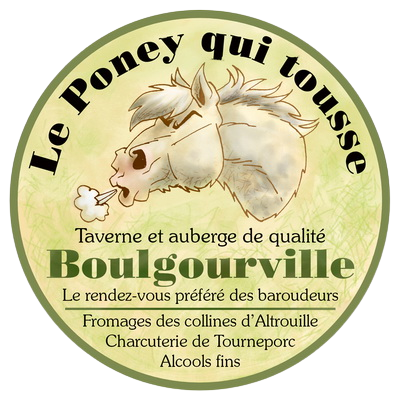 Le Poney qui tousse
Taverne et auberge de qualité
Boulgourville
Le rendez-vous préféré des baroudeurs
Fromages des collines d'Altrouille
Charcuterie de Tourneporc
Alcools fins